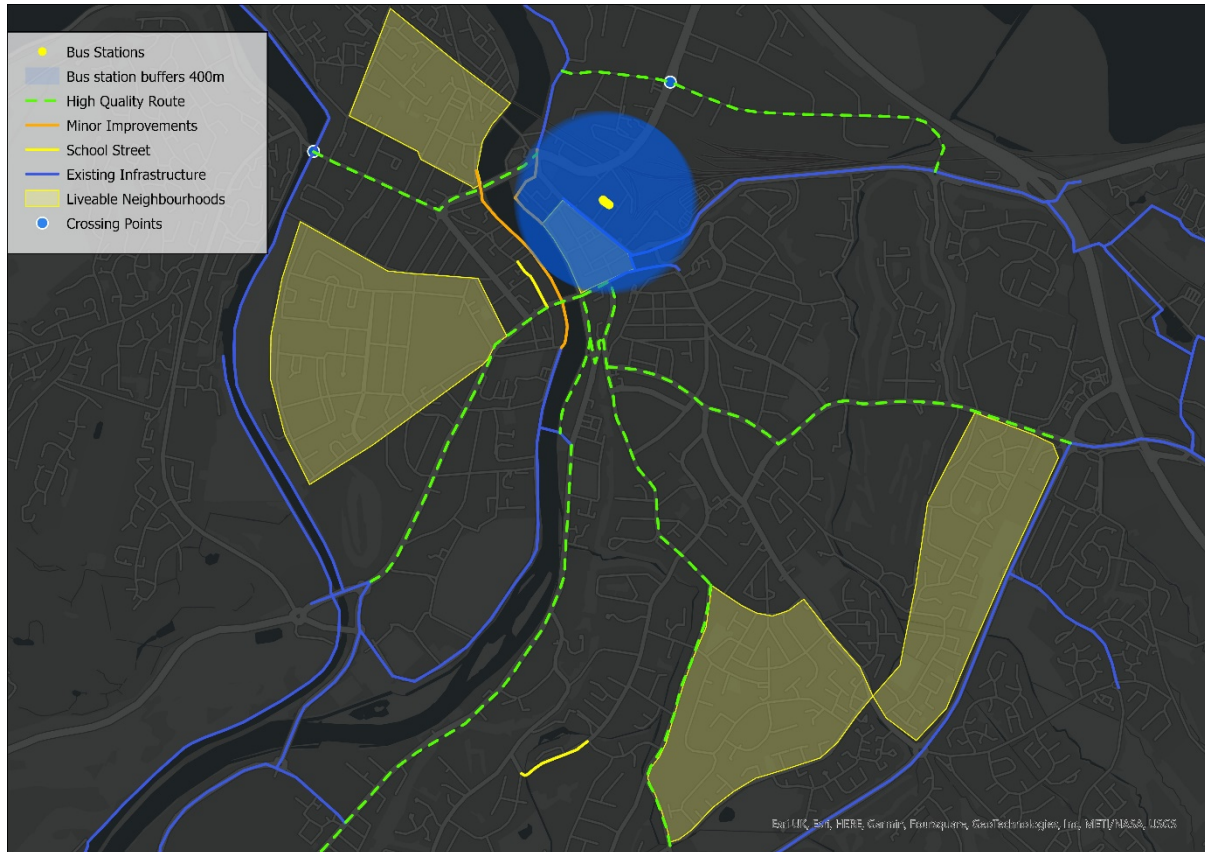 Bus Stations
Bus station buffers 400m
High Quality Route
Minor Improvements
School Street
Existing Infrastructure
Liveable Neighbourhoods
Crossing Points
Esri UK, Esri, HERE, Garmin, Foursquare, GeoTechnologies, Inc, METI/NASA, USGS